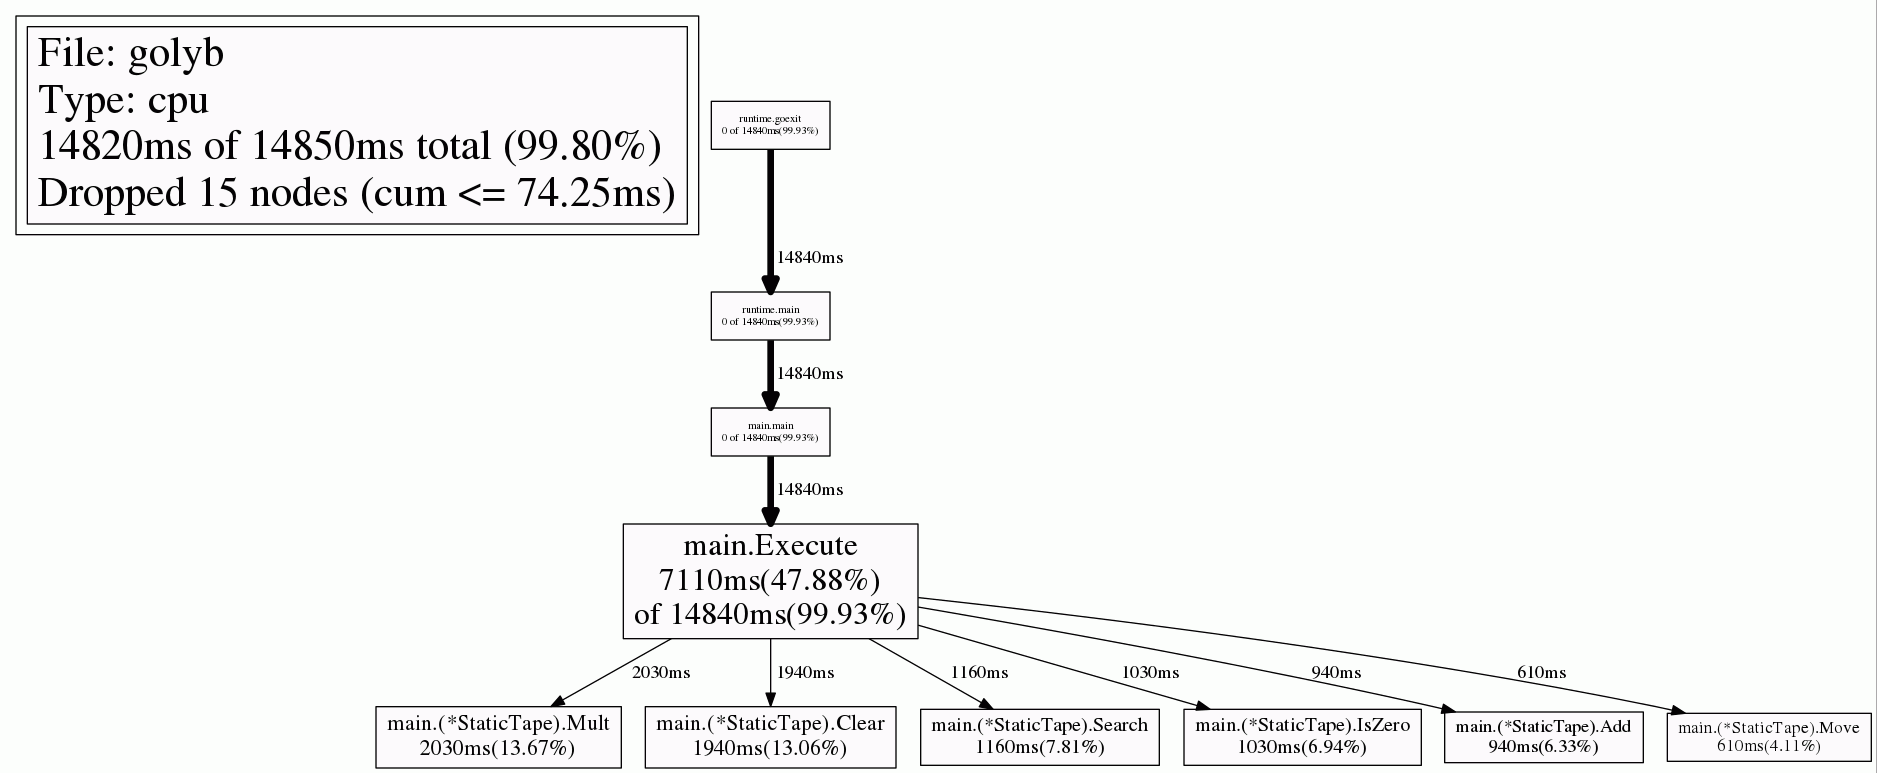 File: golyb
Type: cpu
14820ms of 14850ms total (99.80%)
Dropped 15 nodes (cum <= 74.25ms)
runtime.goexit
0 of 14840ms(99.93%)
14840ms
runtime.main
0 of 14840ms(99.93%)
14840ms
main.main
0 of 14840ms(99.93%)
14840ms
main.Execute
7110ms(47.88%)
of 14840ms(99.93%)
2030ms
1940ms
1160ms
1030ms
940ms
610ms
main.(*StaticTape).Mult
2030ms(13.67%)
main.(*StaticTape).Clear
1940ms(13.06%)
main.(*StaticTape).Search
1160ms(7.81%)
main.(*StaticTape).IsZero
1030ms(6.94%)
main.(*StaticTape).Add
940ms(6.33%)
main.(*StaticTape).Move
610ms(4.11%)